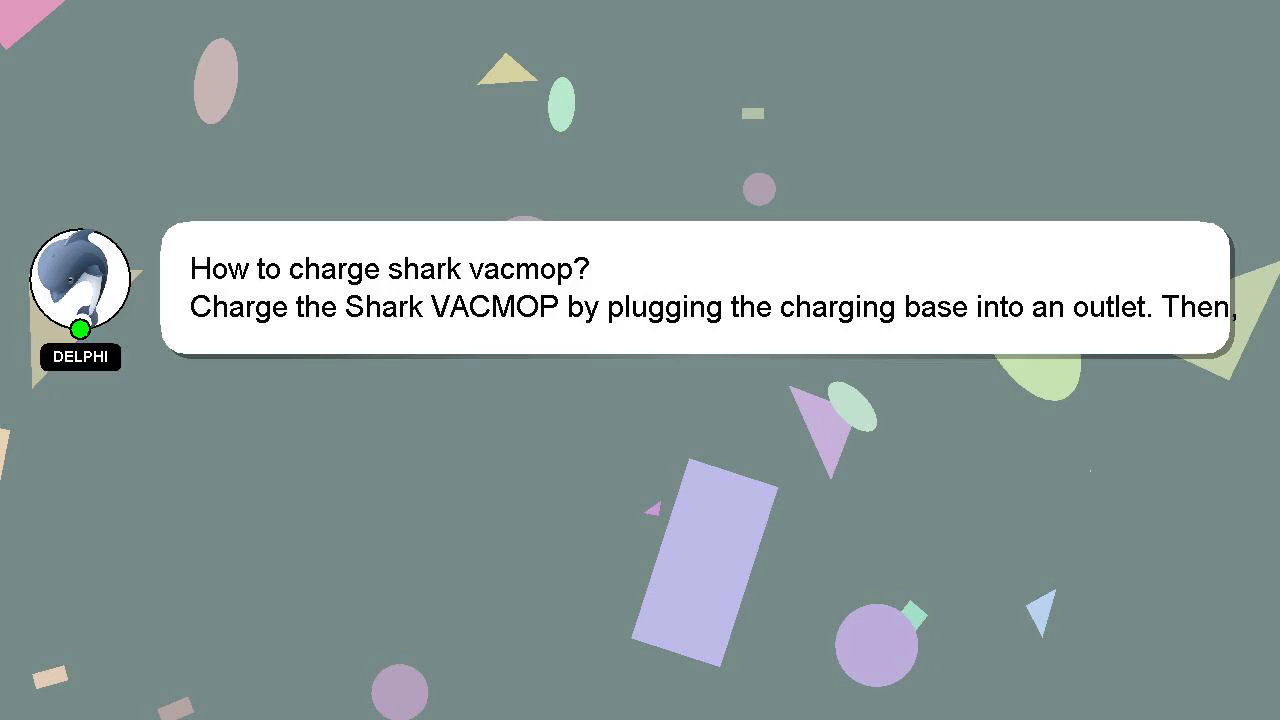 How to charge shark vacmop?
Charge the Shark VACMOP by plugging the charging base into an outlet. Then,
DELPHI